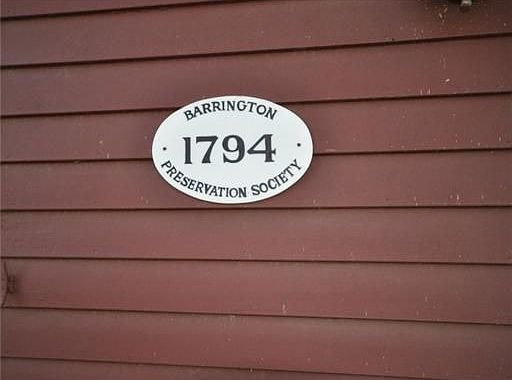 BARRINGTON
1794
PRESERVATION SOCIETY